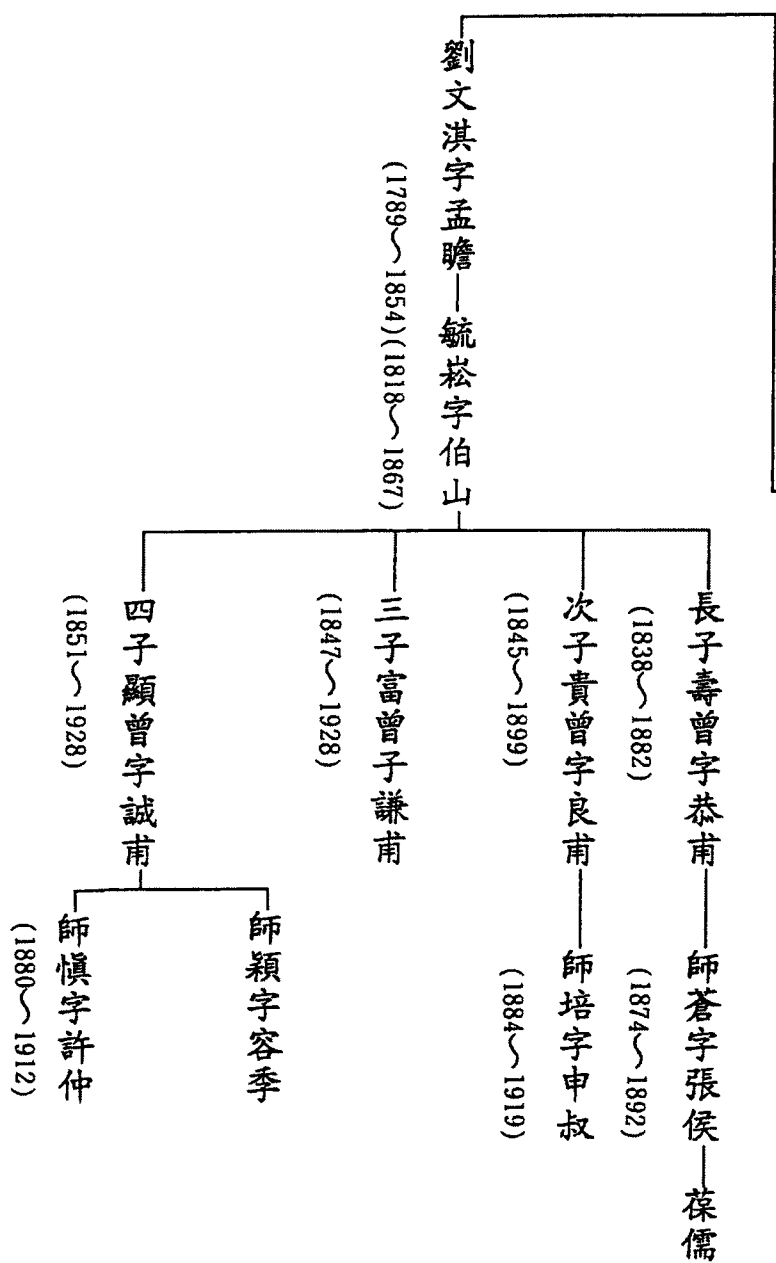 長子壽曾字恭甫
師蒼字張侯
葆儒
(1838～1882)
(1874～1892)
次子貴曾字良甫
師培字申叔
(1845～1899)
(1884～1919)
劉文淇字孟瞻
毓崧字伯山
(1789～1854)(1818～1867)
三子富曾子謙甫
(1847～1928)
四子顯曾字誠甫
(1851～1928)
師穎字容季
師慎字許仲
(1880～1912)